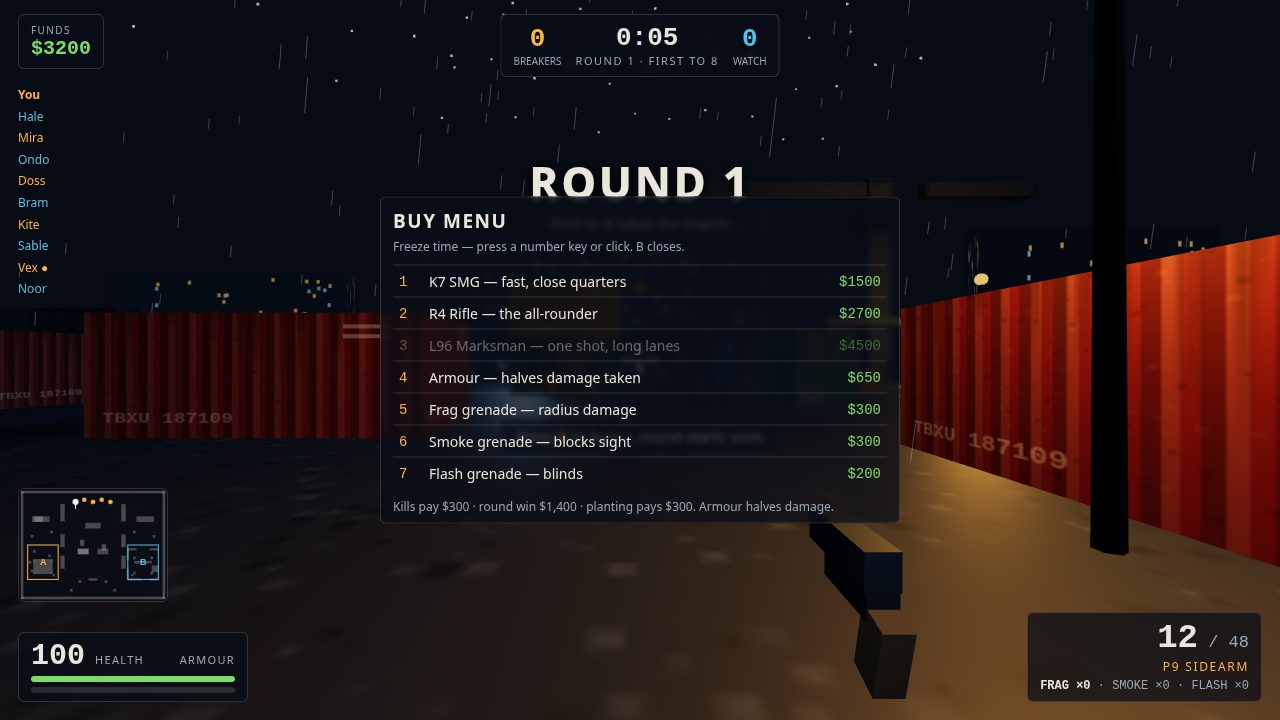 FUNDS
$3200
0 0:05 0
BREAKERS ROUND 1 · FIRST TO 8 WATCH
You
Hale
Mira
Ondo
Doss
Bram
Kite
Sable
Vex ●
Noor
ROUND 1
BUY MENU
Freeze time — press a number key or click. B closes.
1 K7 SMG — fast, close quarters $1500
2 R4 Rifle — the all-rounder $2700
3 L96 Marksman — one shot, long lanes $4500
4 Armour — halves damage taken $650
5 Frag grenade — radius damage $300
6 Smoke grenade — blocks sight $300
7 Flash grenade — blinds $200
Kills pay $300 · round win $1,400 · planting pays $300. Armour halves damage.
TBXU 187109
TBXU 187109
TBXU 187109
A B
100 HEALTH ARMOUR
12 / 48
P9 SIDEARM
FRAG ×0 · SMOKE ×0 · FLASH ×0